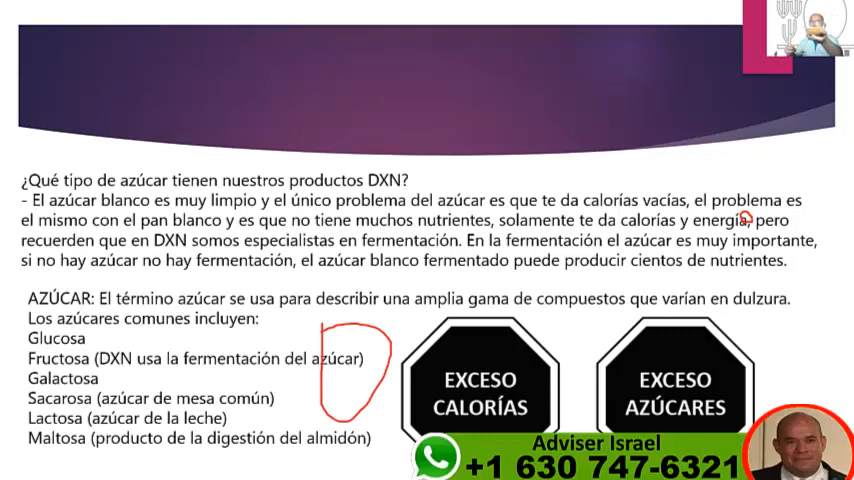 ¿Qué tipo de azúcar tienen nuestros productos DXN?
- El azúcar blanco es muy limpio y el único problema del azúcar es que te da calorías vacías, el problema es
el mismo con el pan blanco y es que no tiene muchos nutrientes, solamente te da calorías y energía, pero
recuerden que en DXN somos especialistas en fermentación. En la fermentación el azúcar es muy importante,
si no hay azúcar no hay fermentación, el azúcar blanco fermentado puede producir cientos de nutrientes.
AZÚCAR: El término azúcar se usa para describir una amplia gama de compuestos que varían en dulzura.
Los azúcares comunes incluyen:
Glucosa
Fructosa (DXN usa la fermentación del azúcar)
Galactosa
Sacarosa (azúcar de mesa común)
Lactosa (azúcar de la leche)
Maltosa (producto de la digestión del almidón)
EXCESO
CALORÍAS
EXCESO
AZÚCARES
Adviser Israel
+1 630 747-6321